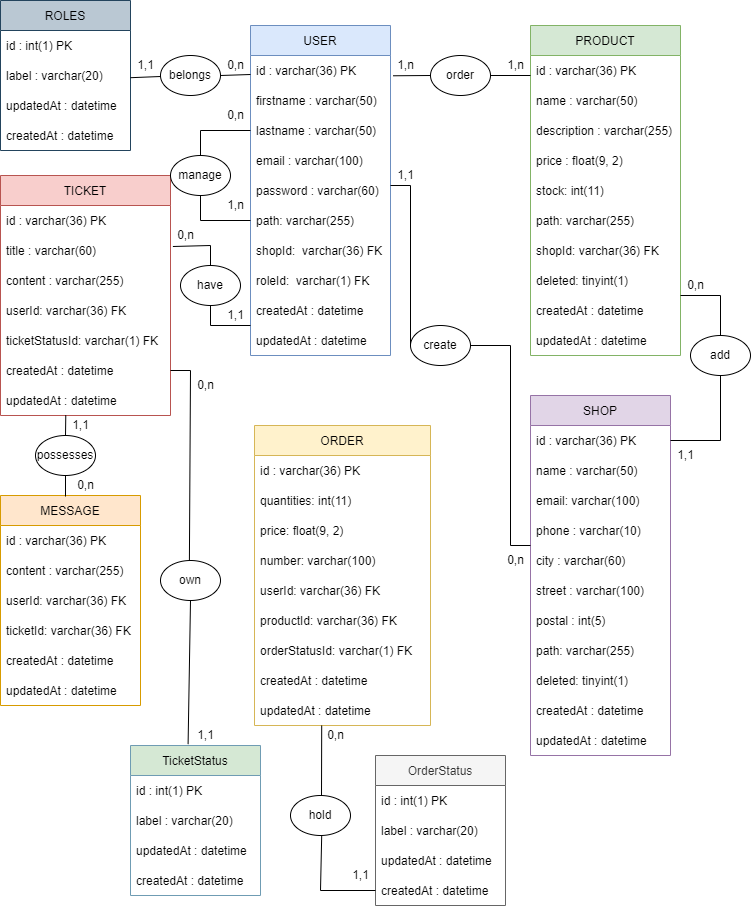 ROLES
id : int(1) PK
label : varchar(20)
updatedAt : datetime
createdAt : datetime
1,1
belongs
0,n
USER
id : varchar(36) PK
firstname : varchar(50)
lastname : varchar(50)
email : varchar(100)
password : varchar(60)
path: varchar(255)
shopId:  varchar(36) FK
roleId:  varchar(1) FK
createdAt : datetime
updatedAt : datetime
1,n
order
1,n
PRODUCT
id : varchar(36) PK
name : varchar(50)
description : varchar(255)
price : float(9, 2)
stock: int(11)
path: varchar(255)
shopId: varchar(36) FK
deleted: tinyint(1)
createdAt : datetime
updatedAt : datetime
0,n
manage
1,n
1,1
TICKET
id : varchar(36) PK
title : varchar(60)
content : varchar(255)
userId: varchar(36) FK
ticketStatusId: varchar(1) FK
createdAt : datetime
updatedAt : datetime
0,n
have
1,1
create
0,n
0,n
add
1,1
0,n
1,1
possesses
0,n
MESSAGE
id : varchar(36) PK
content : varchar(255)
userId: varchar(36) FK
ticketId: varchar(36) FK
createdAt : datetime
updatedAt : datetime
own
1,1
ORDER
id : varchar(36) PK
quantities: int(11)
price: float(9, 2)
number: varchar(100)
userId: varchar(36) FK
productId: varchar(36) FK
orderStatusId: varchar(1) FK
createdAt : datetime
updatedAt : datetime
SHOP
id : varchar(36) PK
name : varchar(50)
email: varchar(100)
phone : varchar(10)
city : varchar(60)
street : varchar(100)
postal : int(5)
path: varchar(255)
deleted: tinyint(1)
createdAt : datetime
updatedAt : datetime
TicketStatus
id : int(1) PK
label : varchar(20)
updatedAt : datetime
createdAt : datetime
0,n
hold
1,1
OrderStatus
id : int(1) PK
label : varchar(20)
updatedAt : datetime
createdAt : datetime